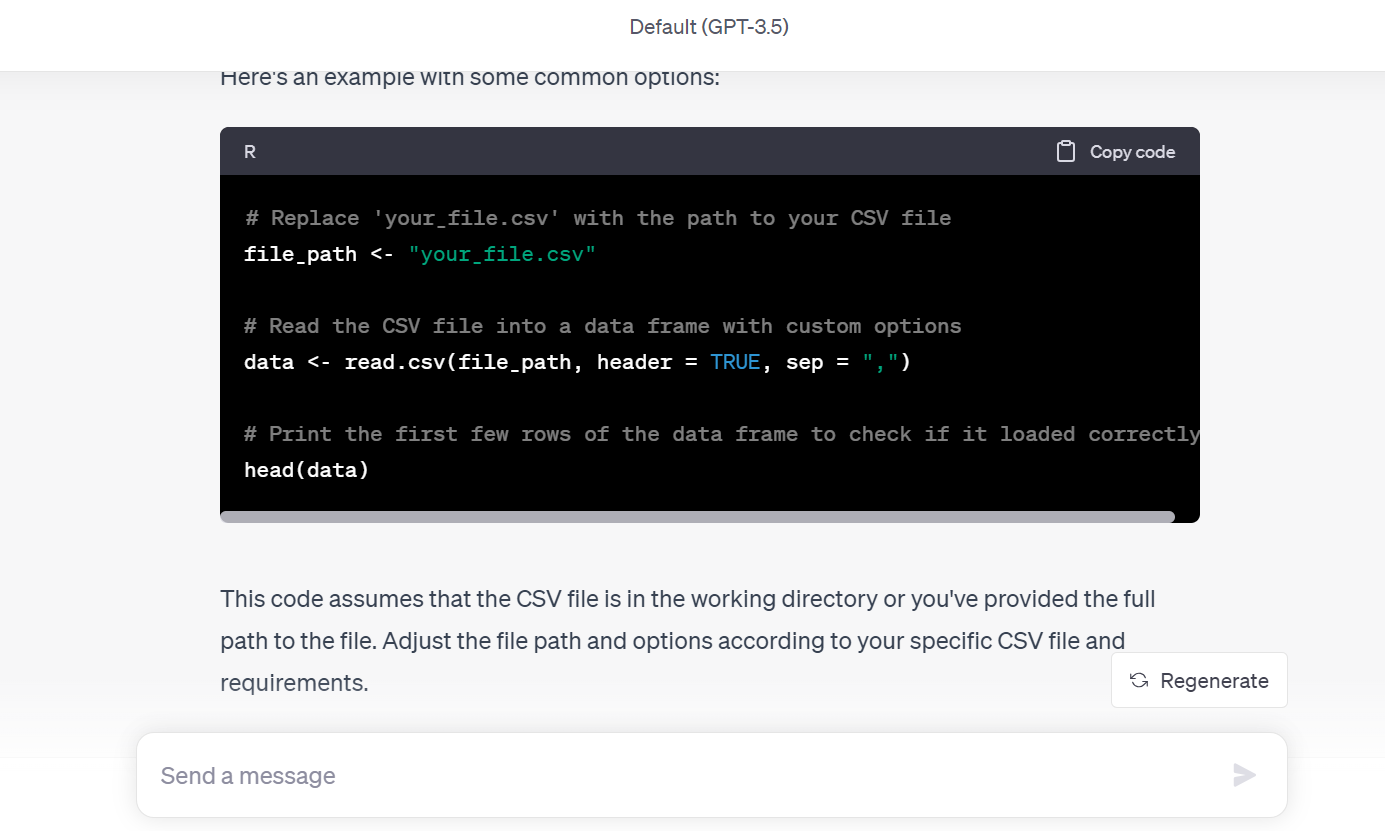 Default (GPT-3.5)
Here's an example with some common options:
R
Copy code
# Replace 'your_file.csv' with the path to your CSV file
file_path <- "your_file.csv"
# Read the CSV file into a data frame with custom options
data <- read.csv(file_path, header = TRUE, sep = ",")
# Print the first few rows of the data frame to check if it loaded correctly
head(data)
This code assumes that the CSV file is in the working directory or you've provided the full
path to the file. Adjust the file path and options according to your specific CSV file and
requirements.
Regenerate
Send a message